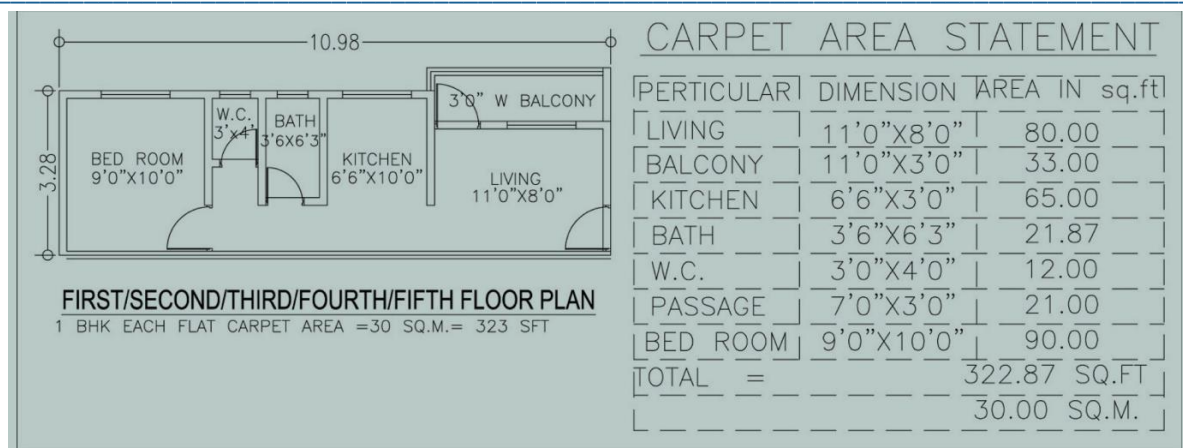 10.98
3.28
BED ROOM
9'0"X10'0"
W.C.
3'x4'
BATH
3'6X6'3"
KITCHEN
6'6"X10'0"
3'0" W BALCONY
LIVING
11'0"X8'0"
FIRST/SECOND/THIRD/FOURTH/FIFTH FLOOR PLAN
1 BHK EACH FLAT CARPET AREA =30 SQ.M.= 323 SFT
CARPET AREA STATEMENT
PERTICULAR DIMENSION AREA IN sq.ft
LIVING 11'0"X8'0" 80.00
BALCONY 11'0"X3'0" 33.00
KITCHEN 6'6"X3'0" 65.00
BATH 3'6"X6'3" 21.87
W.C. 3'0"X4'0" 12.00
PASSAGE 7'0"X3'0" 21.00
BED ROOM 9'0"X10'0" 90.00
TOTAL = 322.87 SQ.FT
30.00 SQ.M.